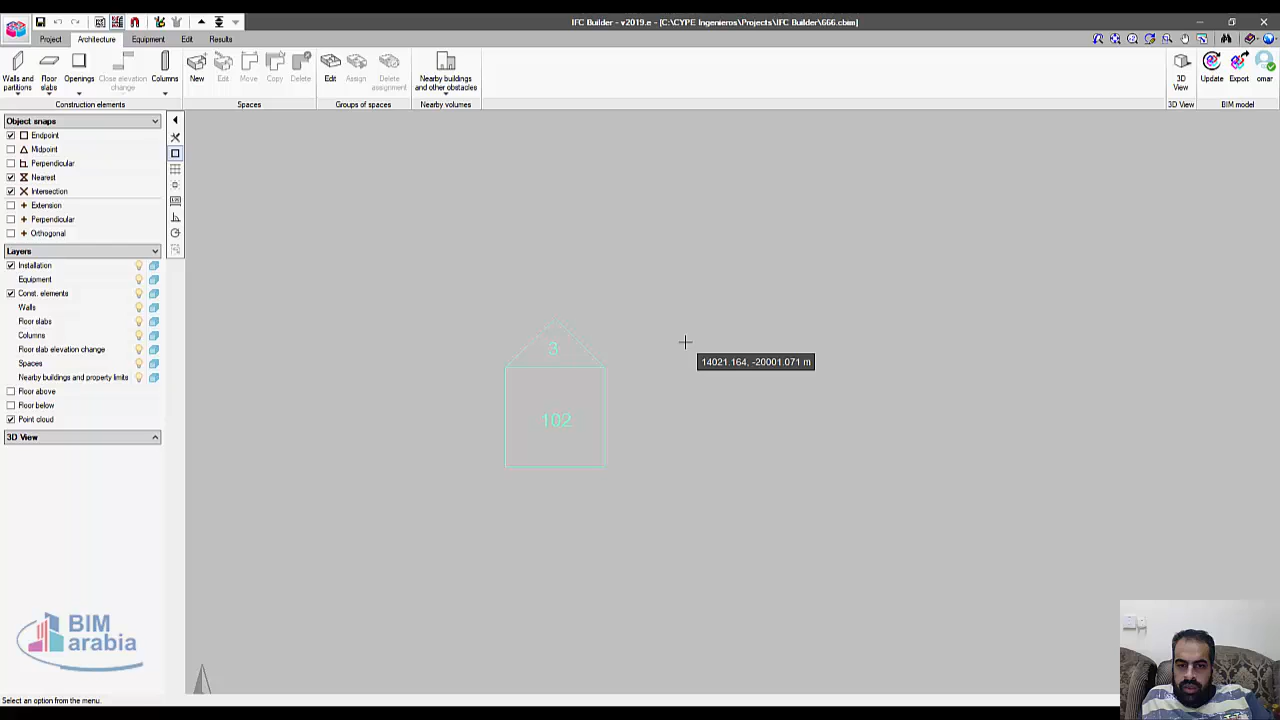 IFC Builder - v2019.e - [C:\CYPE Ingenieros\Projects\IFC Builder\666.cbim]
Project
Architecture
Equipment
Edit
Results
Walls and partitions
Floor slabs
Openings
Close elevation change
Columns
New
Edit
Move
Copy
Delete
Edit
Assign
Delete assignment
Nearby buildings and other obstacles
3D View
Update
Export
omar
Construction elements
Spaces
Groups of spaces
Nearby volumes
3D View
BIM model
Object snaps
Endpoint
Midpoint
Perpendicular
Nearest
Intersection
Extension
Perpendicular
Orthogonal
Layers
Installation
Equipment
Const. elements
Walls
Floor slabs
Columns
Floor slab elevation change
Spaces
Nearby buildings and property limits
Floor above
Floor below
Point cloud
3D View
3
102
14021.164, -20001.071 m
BIM
arabia
Select an option from the menu.